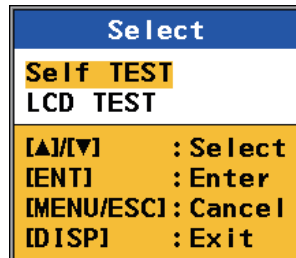 Select
Self TEST
LCD TEST
[▲]/[▼] :Select
[ENT] :Enter
[MENU/ESC]:Cancel
[DISP] :Exit